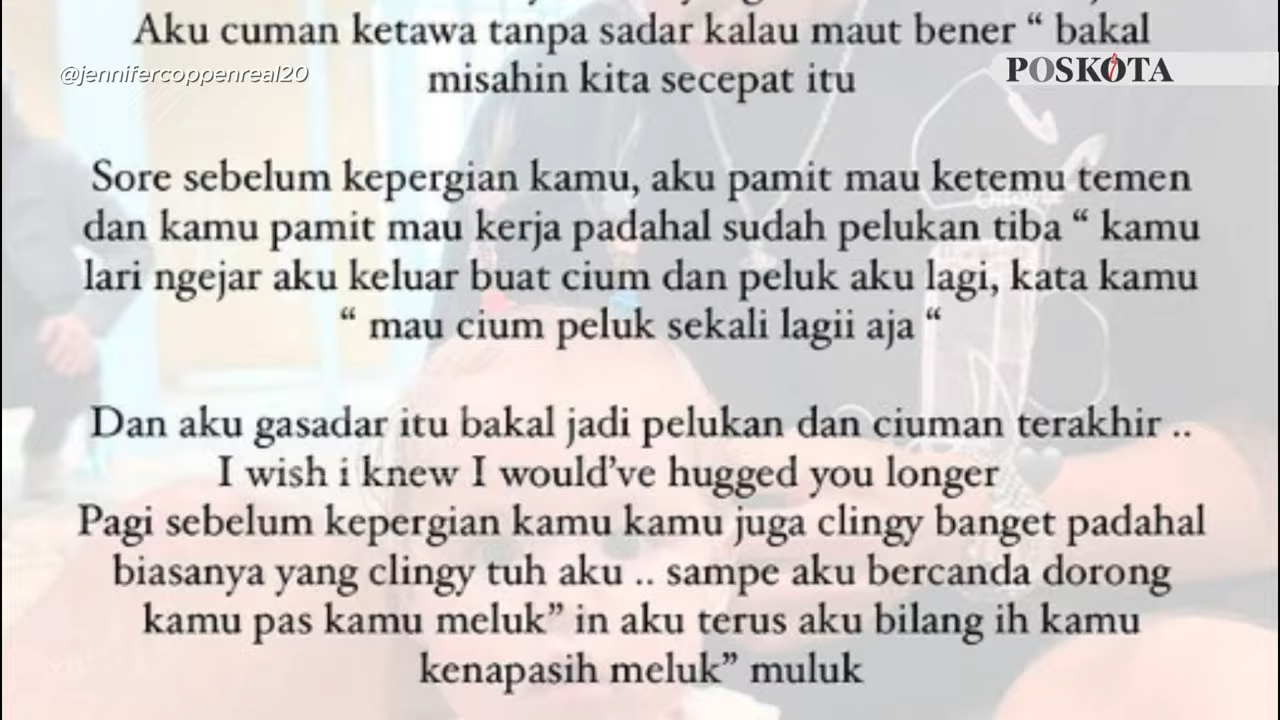 Aku cuman ketawa tanpa sadar kalau maut bener “ bakal
misahin kita secepat itu
@jennifercoppenreal20
POSKOTA
Sore sebelum kepergian kamu, aku pamit mau ketemu temen
dan kamu pamit mau kerja padahal sudah pelukan tiba “ kamu
lari ngejar aku keluar buat cium dan peluk aku lagi, kata kamu
“ mau cium peluk sekali lagii aja “
Dan aku gasadar itu bakal jadi pelukan dan ciuman terakhir ..
I wish i knew I would’ve hugged you longer
Pagi sebelum kepergian kamu kamu juga clingy banget padahal
biasanya yang clingy tuh aku .. sampe aku bercanda dorong
kamu pas kamu meluk” in aku terus aku bilang ih kamu
kenapasih meluk” muluk